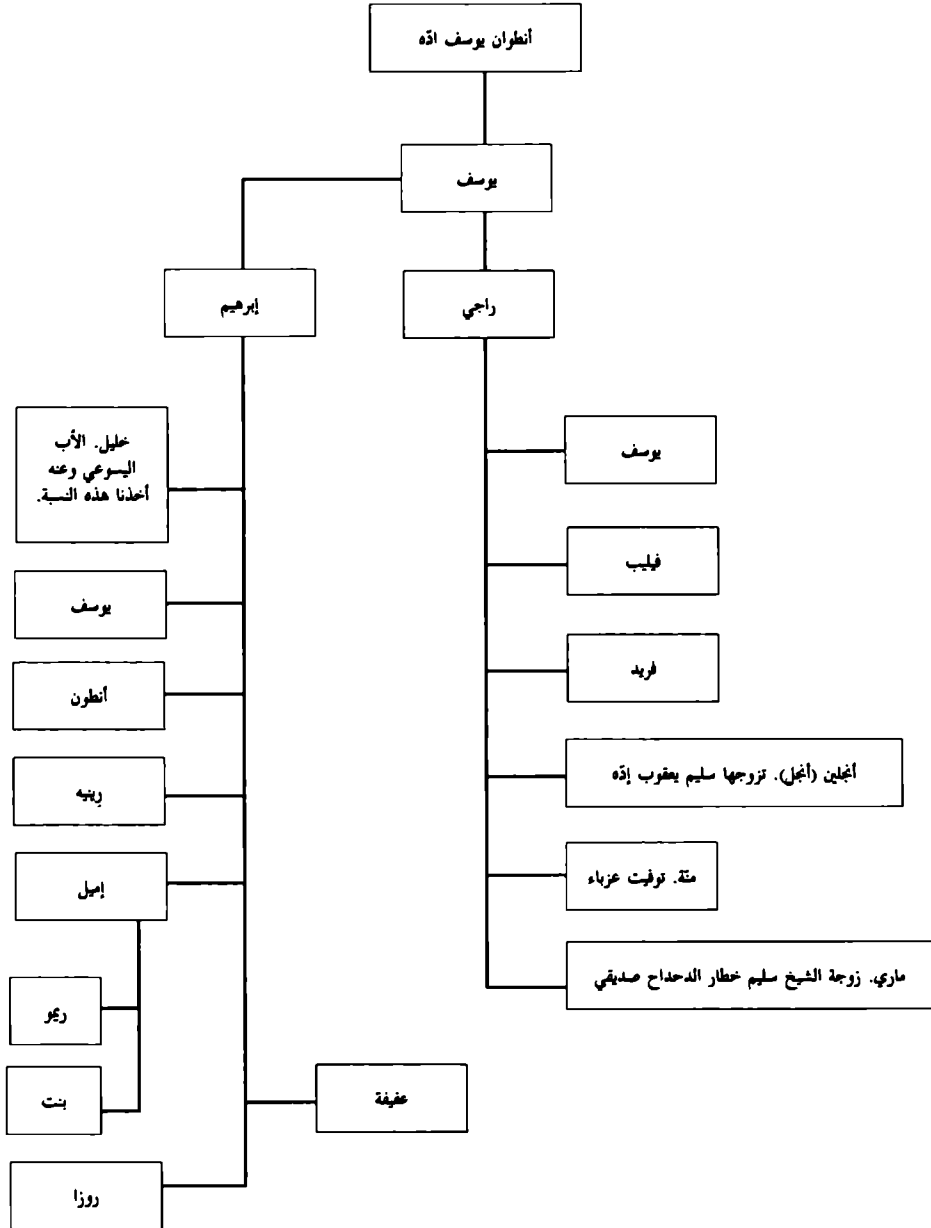 أنطوان يوسف ادّه
يوسف
راجي
إبرهيم
يوسف
فيليب
فريد
أنجلين (أنجل). تزوجها سليم يعقوب إدّه
منّة. توفيت عزباء
ماري. زوجة الشيخ سليم خطار الدحداح صديقي
خليل. الأب
اليسوعي وعنه
أخذنا هذه النسبة.
يوسف
أنطون
رينيه
إميل
ريمو
بنت
عفيفة
روزا